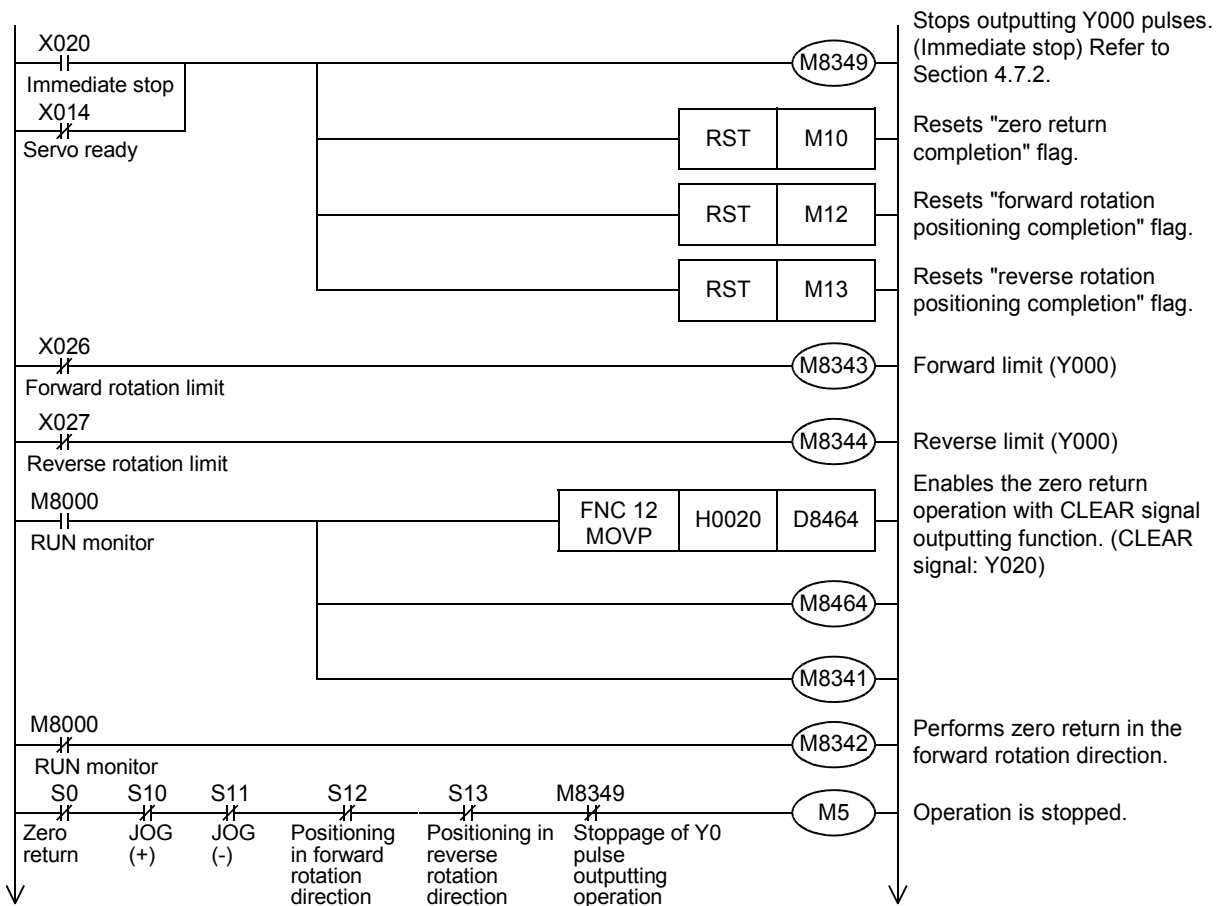 X020
Immediate stop
X014
Servo ready
M8349
Stops outputting Y000 pulses.
(Immediate stop) Refer to
Section 4.7.2.
RST M10
Resets "zero return
completion" flag.
RST M12
Resets "forward rotation
positioning completion" flag.
RST M13
Resets "reverse rotation
positioning completion" flag.
X026
Forward rotation limit
M8343
Forward limit (Y000)
X027
Reverse rotation limit
M8344
Reverse limit (Y000)
M8000
RUN monitor
FNC 12
MOVP
H0020
D8464
Enables the zero return
operation with CLEAR signal
outputting function. (CLEAR
signal: Y020)
M8464
M8341
M8000
RUN monitor
M8342
Performs zero return in the
forward rotation direction.
S0
Zero
return
S10
JOG
(+)
S11
JOG
(-)
S12
Positioning
in forward
rotation
direction
S13
Positioning in
reverse
rotation
direction
M8349
Stoppage of Y0
pulse
outputting
operation
M5
Operation is stopped.